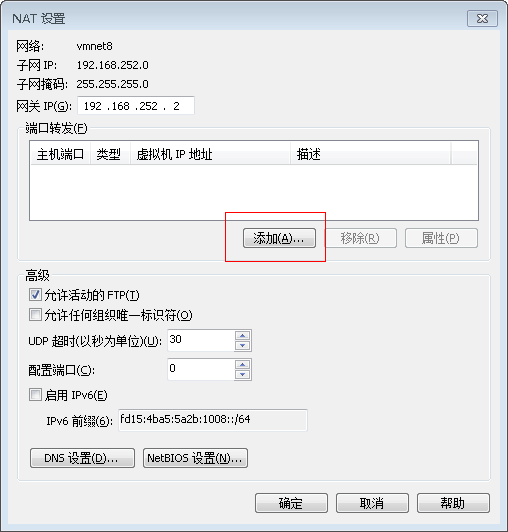 NAT 设置
网络: vmnet8
子网 IP: 192.168.252.0
子网掩码: 255.255.255.0
网关 IP(G): 192 .168 .252 . 2
端口转发(F)
主机端口 类型 虚拟机 IP 地址 描述
添加(A)... 移除(R) 属性(P)
高级
允许活动的 FTP(T)
允许任何组织唯一标识符(O)
UDP 超时(以秒为单位)(U): 30
配置端口(C): 0
启用 IPv6(E)
IPv6 前缀(6): fd15:4ba5:5a2b:1008::/64
DNS 设置(D)... NetBIOS 设置(N)...
确定 取消 帮助